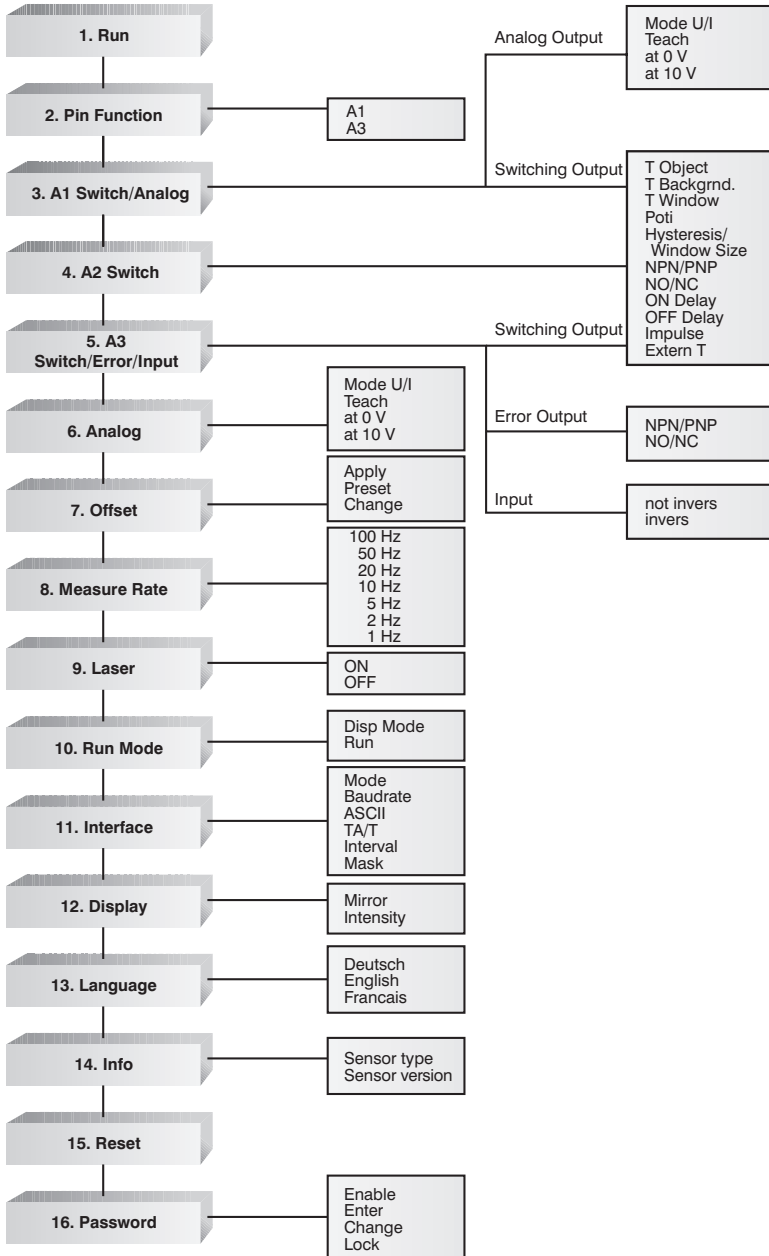 1. Run
Analog Output
Mode U/I
Teach
at 0 V
at 10 V
2. Pin Function
A1
A3
3. A1 Switch/Analog
Switching Output
T Object
T Backgrnd.
T Window
Poti
Hysteresis/
Window Size
NPN/PNP
NO/NC
ON Delay
OFF Delay
Impulse
Extern T
4. A2 Switch
5. A3
Switch/Error/Input
Switching Output
Error Output
NPN/PNP
NO/NC
Input
not invers
invers
6. Analog
Mode U/I
Teach
at 0 V
at 10 V
7. Offset
Apply
Preset
Change
8. Measure Rate
100 Hz
50 Hz
20 Hz
10 Hz
5 Hz
2 Hz
1 Hz
9. Laser
ON
OFF
10. Run Mode
Disp Mode
Run
11. Interface
Mode
Baudrate
ASCII
TA/T
Interval
Mask
12. Display
Mirror
Intensity
13. Language
Deutsch
English
Francais
14. Info
Sensor type
Sensor version
15. Reset
16. Password
Enable
Enter
Change
Lock